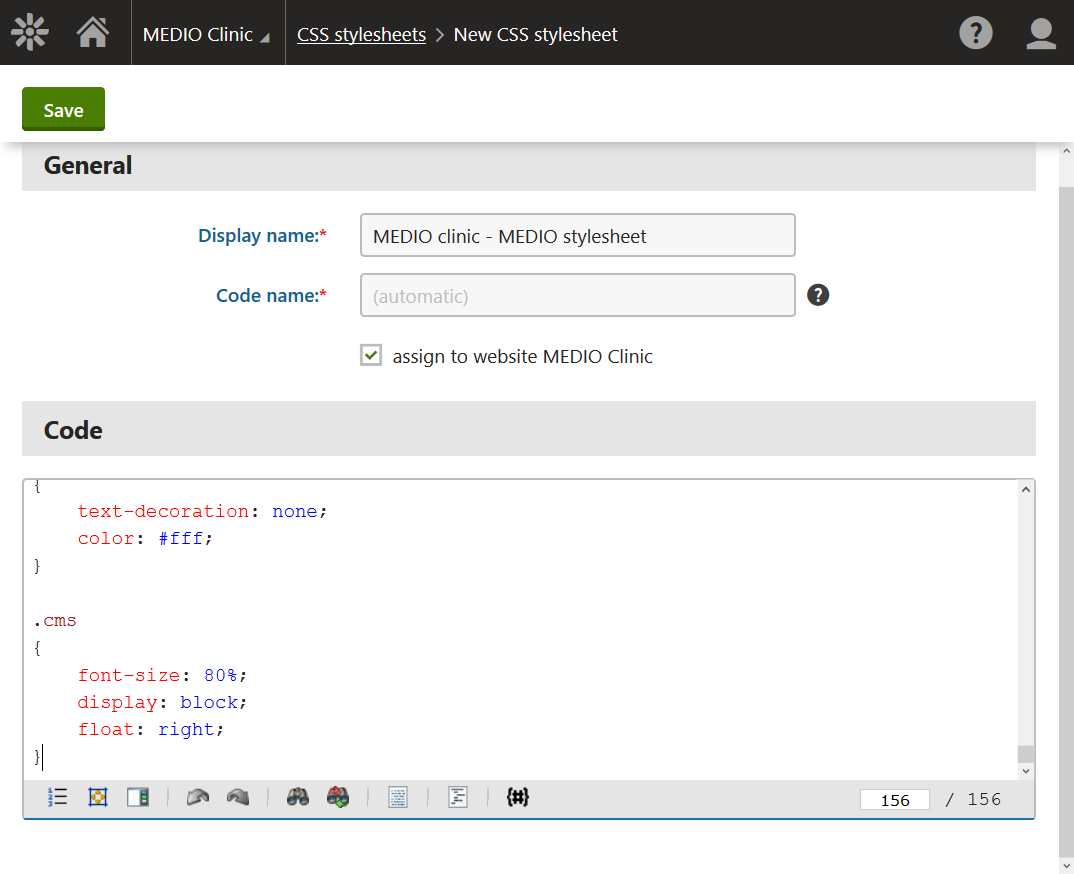 MEDIO Clinic CSS stylesheets > New CSS stylesheet ?
Save
General
Display name:* MEDIO clinic - MEDIO stylesheet
Code name:* (automatic) ?
assign to website MEDIO Clinic
Code
{
text-decoration: none;
color: #fff;
}
.cms
{
font-size: 80%;
display: block;
float: right;
}
{#} 156 / 156